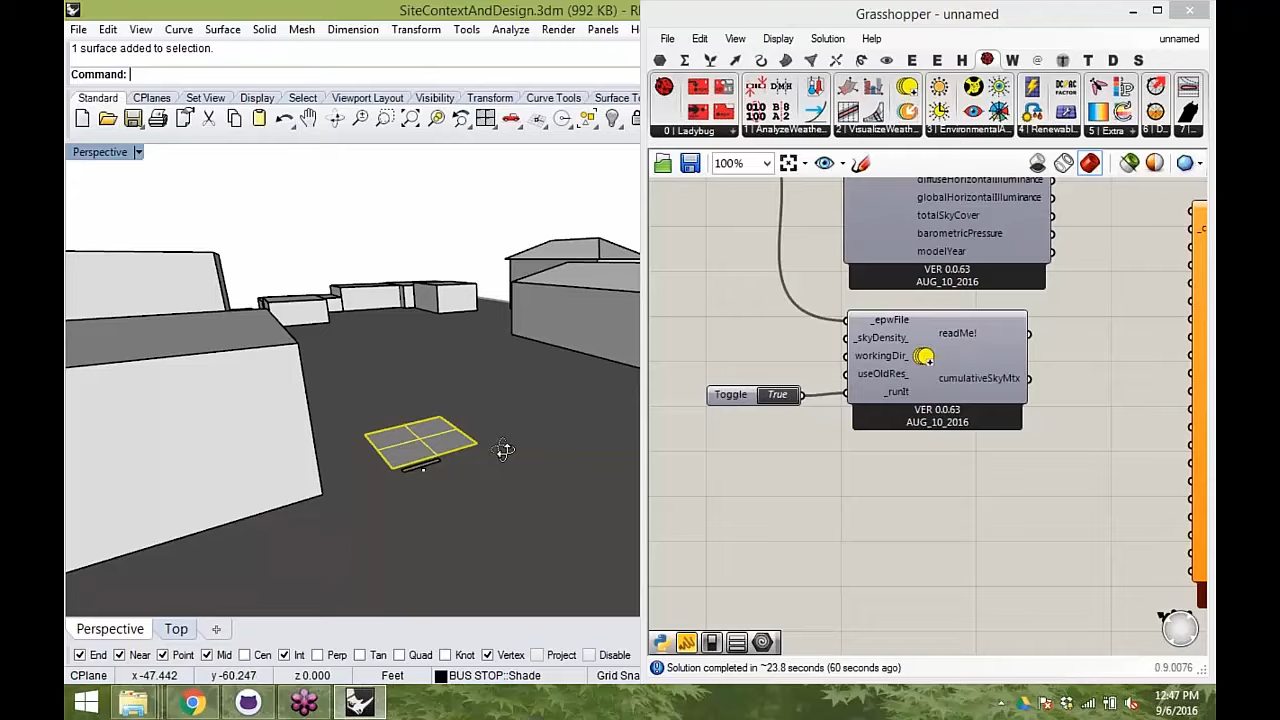 SiteContextAndDesign.3dm (992 KB) - R
File Edit View Curve Surface Solid Mesh Dimension Transform Tools Analyze Render Panels
1 surface added to selection.
Command:
Standard CPlanes Set View Display Select Viewport Layout Visibility Transform Curve Tools Surface To
Perspective
Perspective Top
End Near Point Mid Cen Int Perp Tan Quad Knot Vertex Project Disable
CPlane x -47.442 y -60.247 z 0.000 Feet BUS STOP::Shade Grid Sna
Grasshopper - unnamed
File Edit View Display Solution Help unnamed
E E H W @ T D S
0 | Ladybug 1 | AnalyzeWeathe... 2 | VisualizeWeath... 3 | EnvironmentalA... 4 | Renewabl... 5 | Extra
100%
diffuseHorizontalIlluminance
globalHorizontalIlluminance
totalSkyCover
barometricPressure
modelYear
VER 0.0.63
AUG_10_2016
_epwFile
_skyDensity_
workingDir_
useOldRes_
_runIt
readMe!
cumulativeSkyMtx
Toggle True
VER 0.0.63
AUG_10_2016
Solution completed in ~23.8 seconds (60 seconds ago) 0.9.0076
12:47 PM
9/6/2016